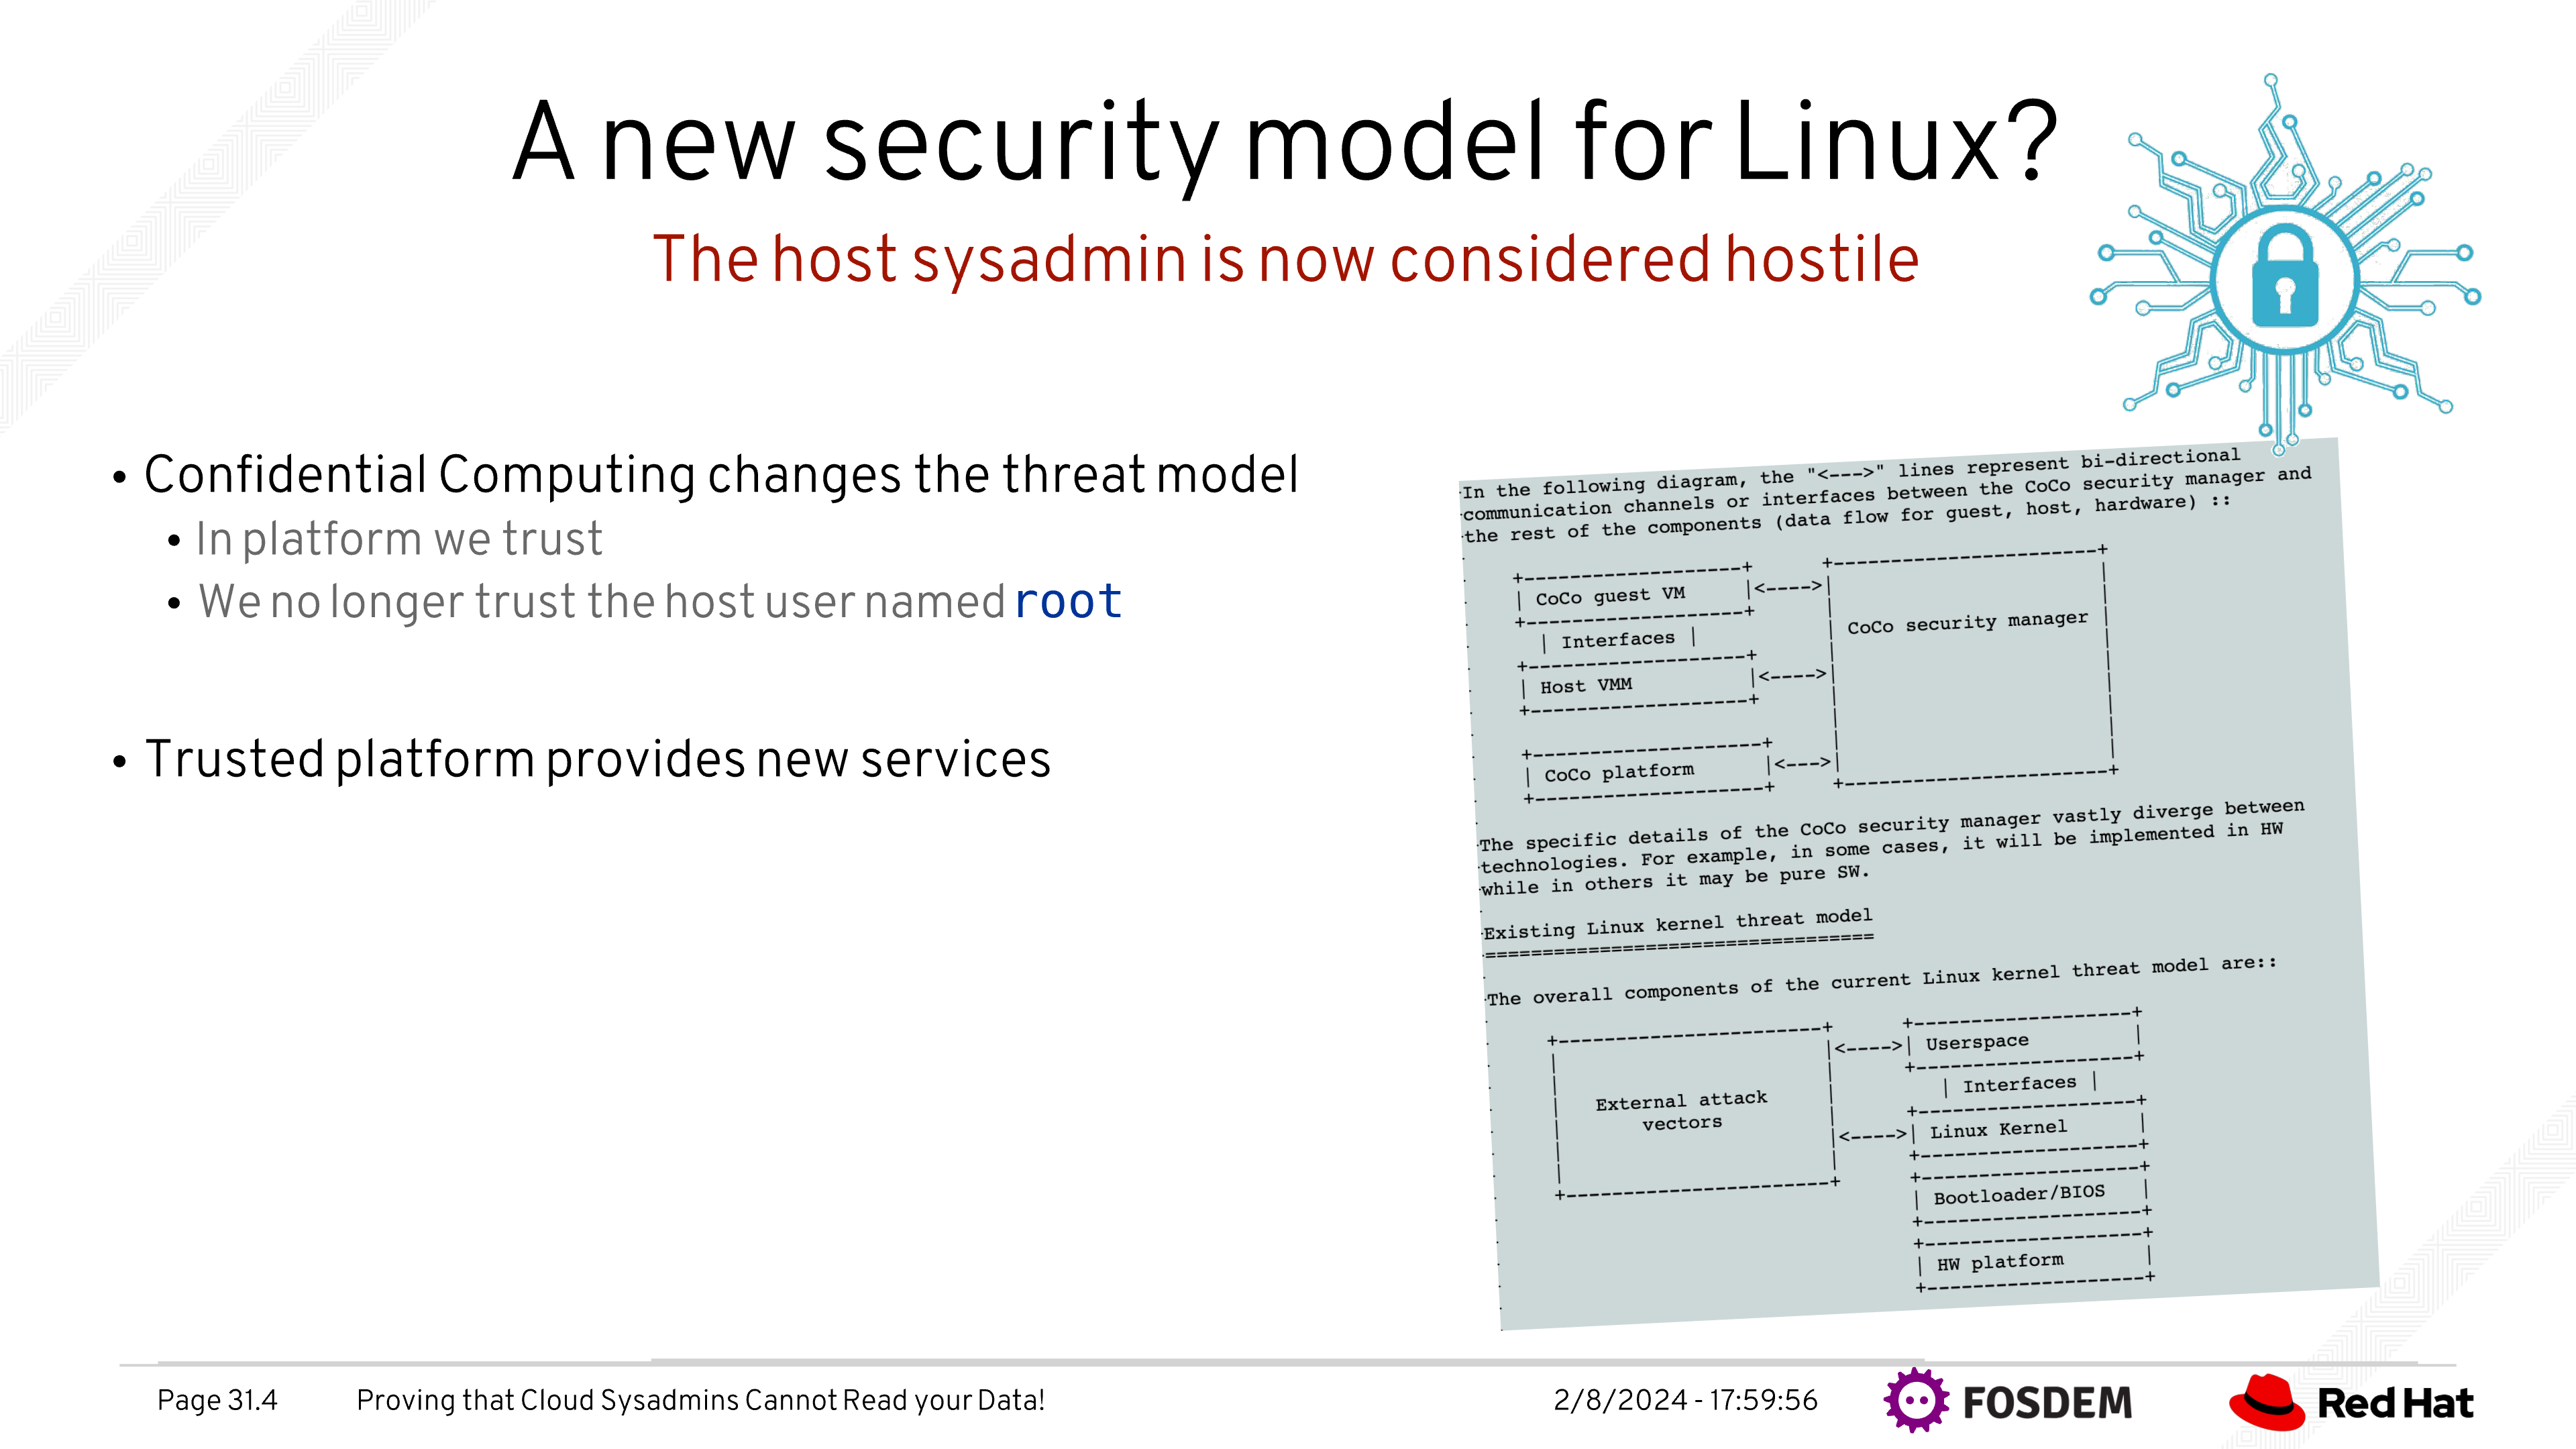 A new security model for Linux?
The host sysadmin is now considered hostile
• Confidential Computing changes the threat model
• In platform we trust
• We no longer trust the host user named root
• Trusted platform provides new services
In the following diagram, the "<--->" lines represent bi-directional
communication channels or interfaces between the CoCo security manager and
the rest of the components (data flow for guest, host, hardware) ::
CoCo guest VM |<---->|
| Interfaces |
CoCo security manager
Host VMM |<---->|
CoCo platform |<--->|
The specific details of the CoCo security manager vastly diverge between
technologies. For example, in some cases, it will be implemented in HW
while in others it may be pure SW.
Existing Linux kernel threat model
==================================
The overall components of the current Linux kernel threat model are::
External attack
vectors
|<---->| Userspace
| Interfaces |
|<---->| Linux Kernel
Bootloader/BIOS
HW platform
Page 31.4
Proving that Cloud Sysadmins Cannot Read your Data!
2/8/2024 - 17:59:56
FOSDEM
Red Hat